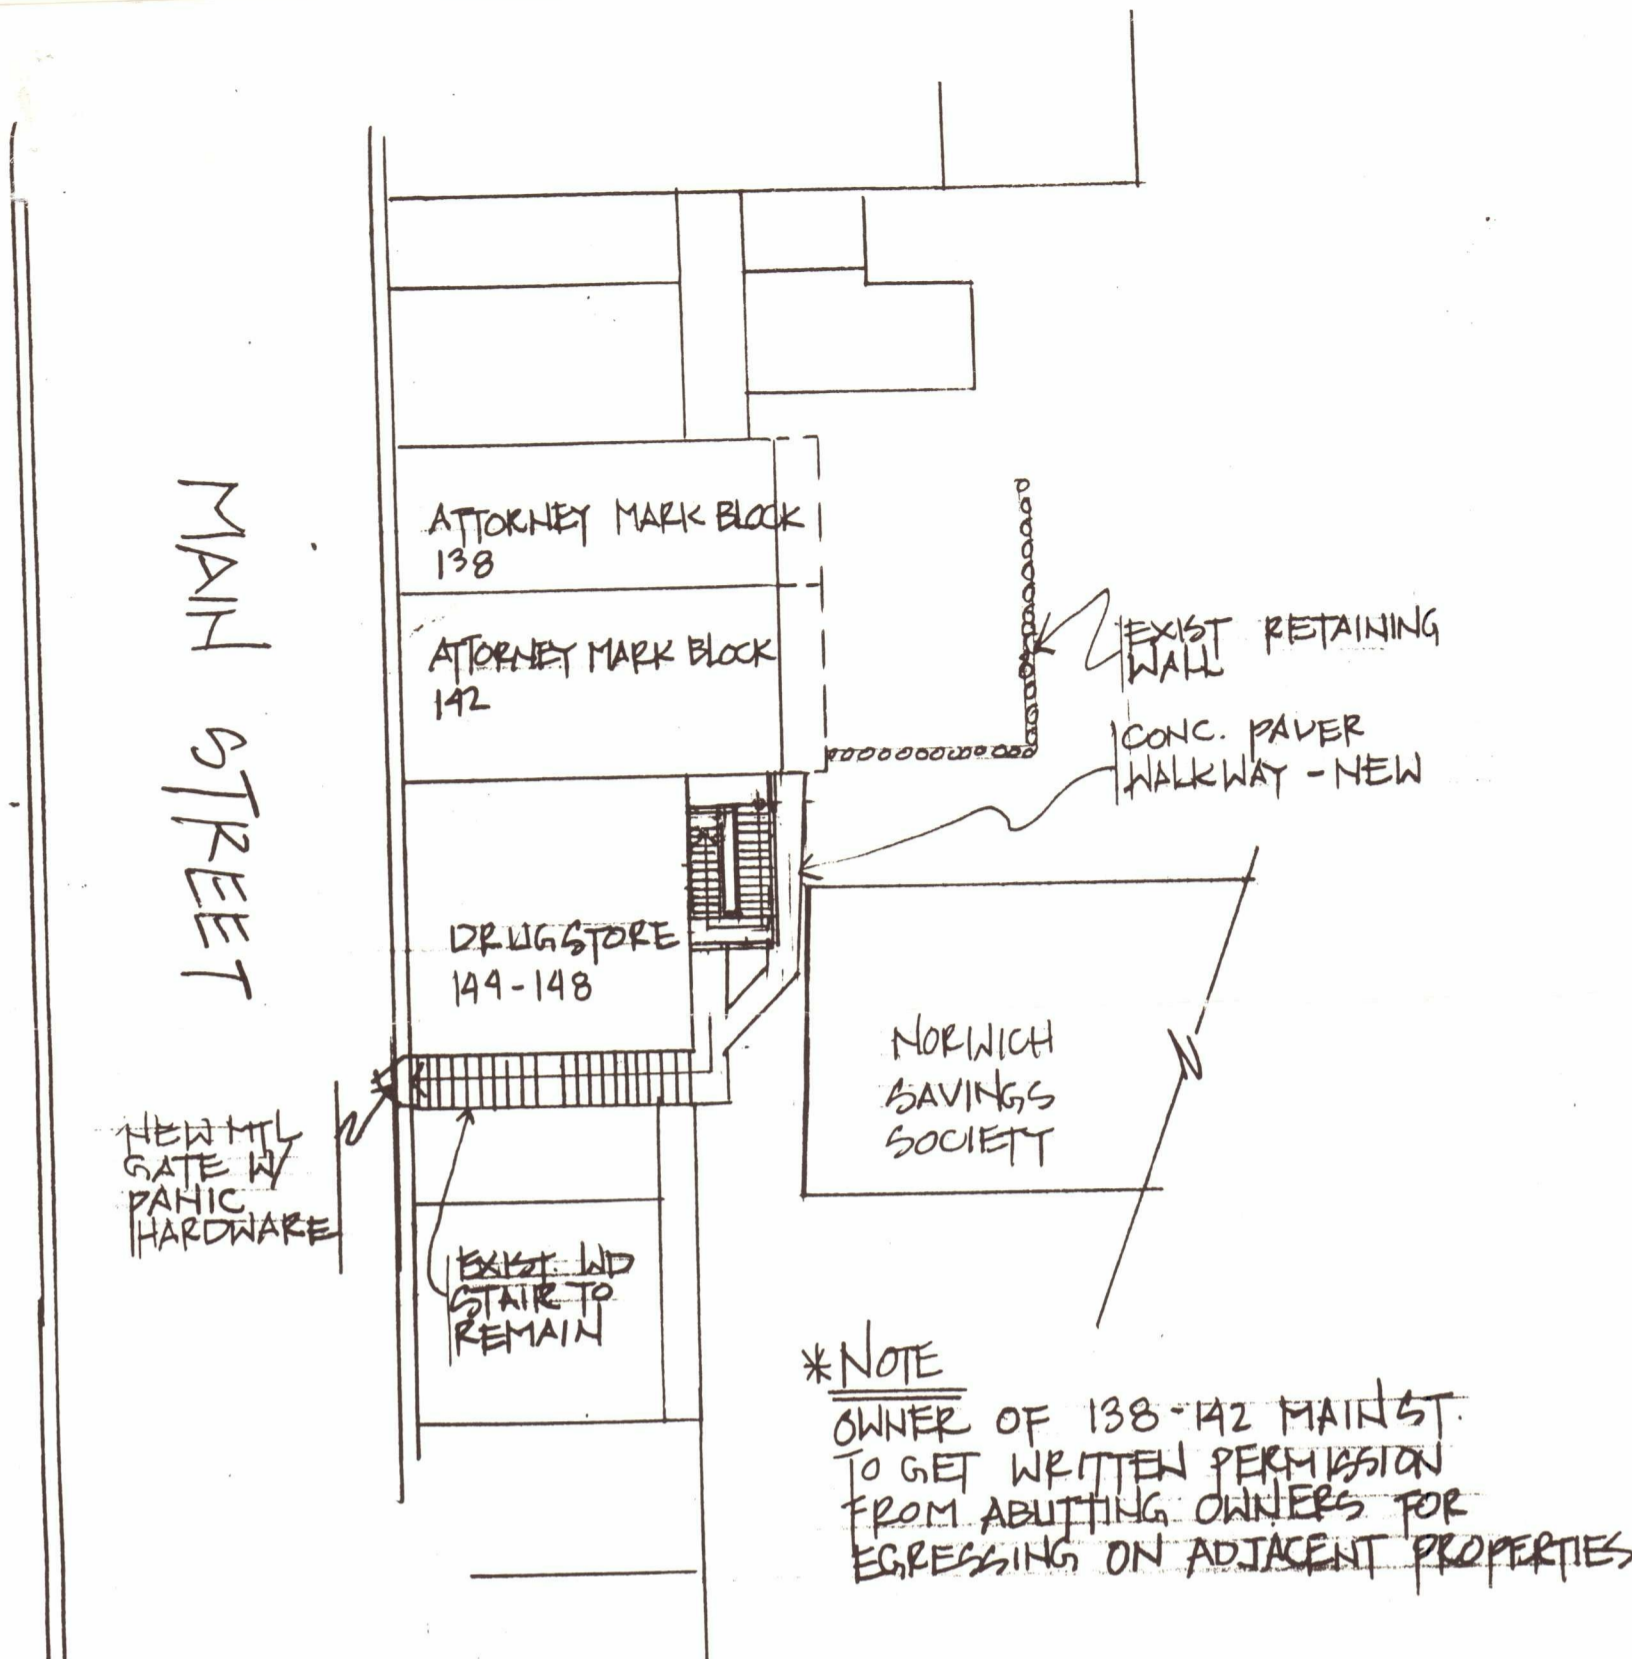 MAIN STREET
ATTORNEY MARK BLOCK
138
ATTORNEY MARK BLOCK
142
EXIST RETAINING
WALL
CONC. PAVER
WALKWAY - NEW
DRUGSTORE
144-148
NORWICH
SAVINGS
SOCIETY
NEW MTL
GATE W/
PANIC
HARDWARE
EXIST. WD
STAIR TO
REMAIN
*NOTE
OWNER OF 138-142 MAIN ST.
TO GET WRITTEN PERMISSION
FROM ABUTTING OWNERS FOR
EGRESSING ON ADJACENT PROPERTIES